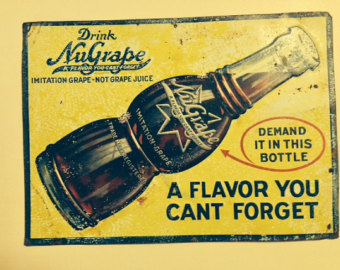 Drink
NuGrape
A FLAVOR YOU CAN'T FORGET
IMITATION GRAPE-NOT GRAPE JUICE
IMITATION-GRAPE
NuGrape
DEMAND
IT IN THIS
BOTTLE
A FLAVOR YOU
CANT FORGET